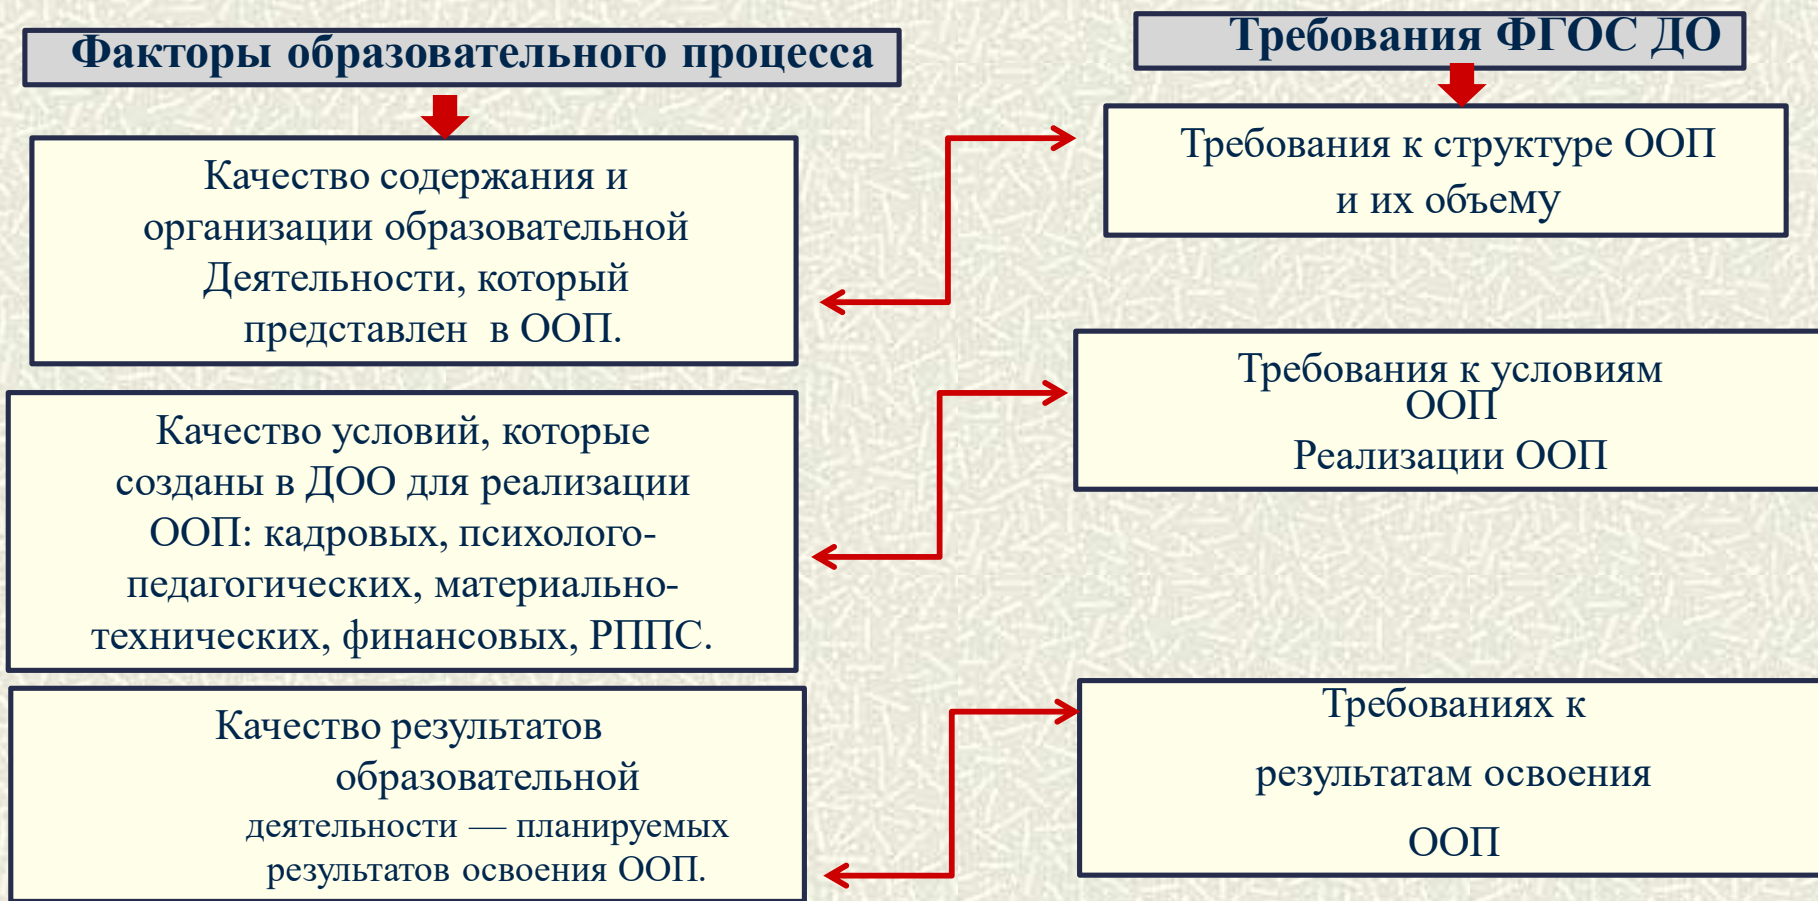 Факторы образовательного процесса
Требования ФГОС ДО
Качество содержания и
организации образовательной
Деятельности, который
представлен в ООП.
Требования к структуре ООП
и их объему
Качество условий, которые
созданы в ДОО для реализации
ООП: кадровых, психолого-
педагогических, материально-
технических, финансовых, РППС.
Требования к условиям
ООП
Реализации ООП
Качество результатов
образовательной
деятельности — планируемых
результатов освоения ООП.
Требованиях к
результатам освоения
ООП